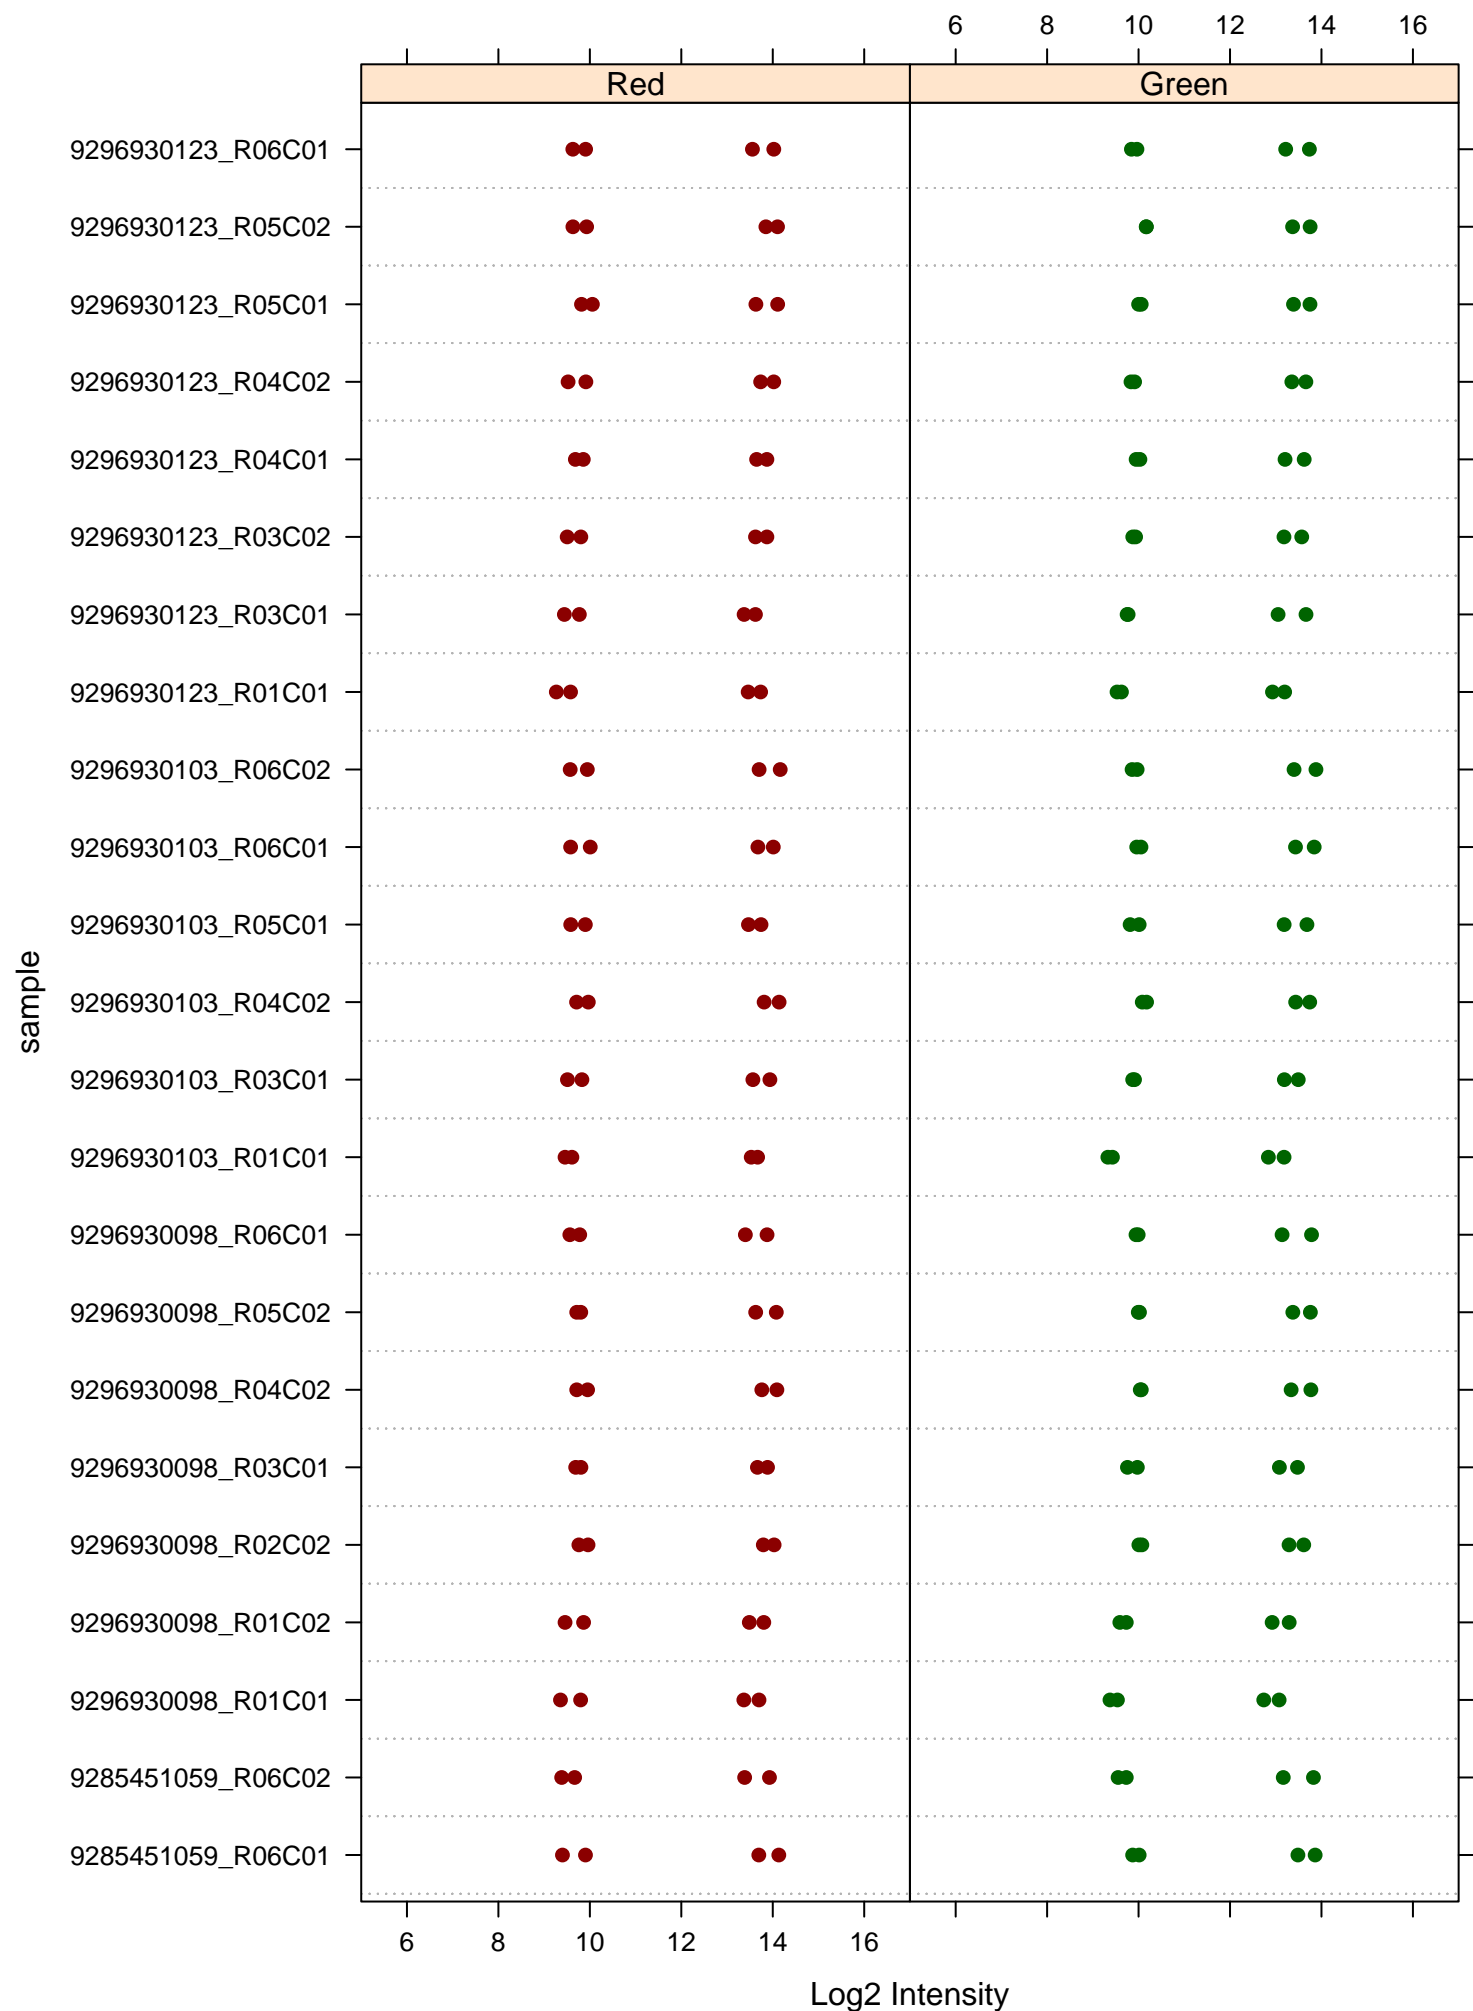 6 8 10 12 14 16
Red Green
9296930123_R06C01
9296930123_R05C02
9296930123_R05C01
9296930123_R04C02
9296930123_R04C01
9296930123_R03C02
9296930123_R03C01
9296930123_R01C01
9296930103_R06C02
9296930103_R06C01
9296930103_R05C01
9296930103_R04C02
9296930103_R03C01
9296930103_R01C01
9296930098_R06C01
9296930098_R05C02
9296930098_R04C02
9296930098_R03C01
9296930098_R02C02
9296930098_R01C02
9296930098_R01C01
9285451059_R06C02
9285451059_R06C01
sample
6 8 10 12 14 16
Log2 Intensity